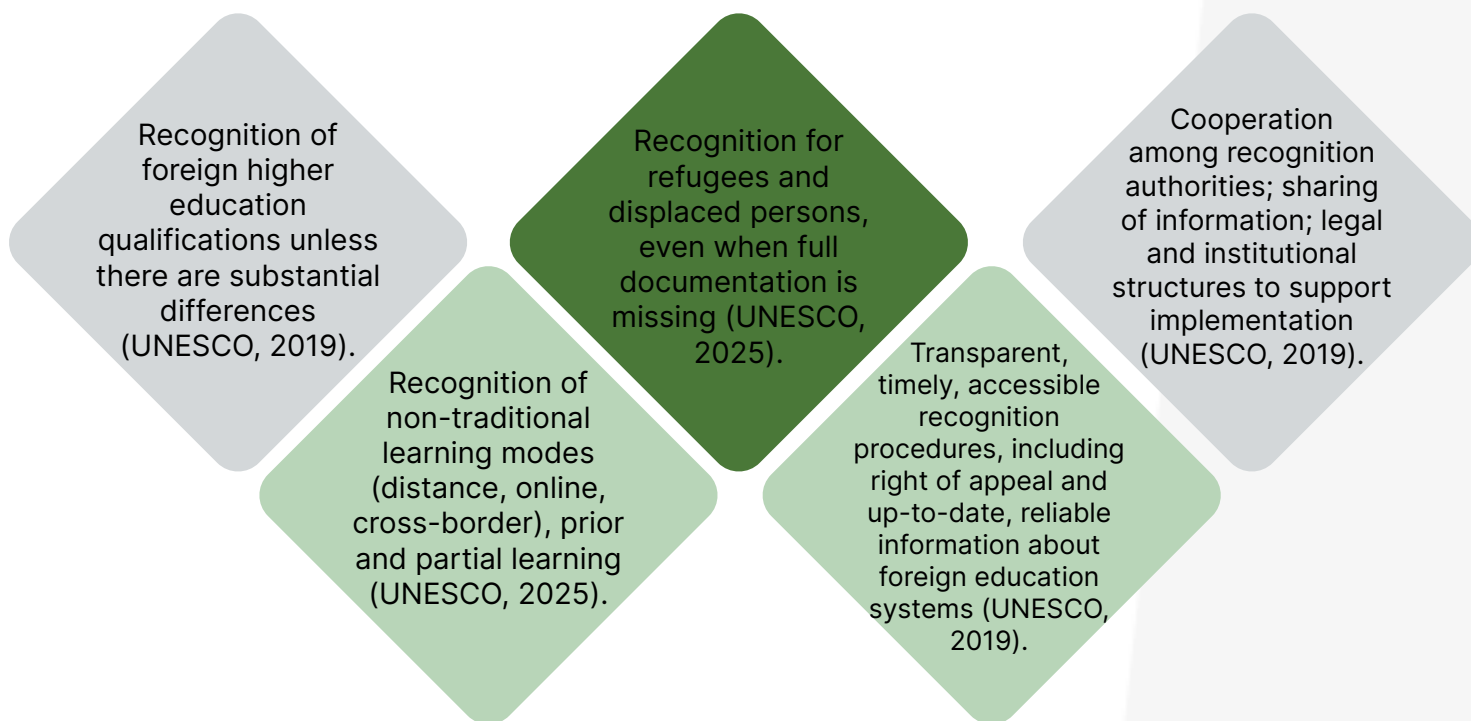 Recognition of
foreign higher
education
qualifications unless
there are substantial
differences
(UNESCO, 2019).
Recognition of
non-traditional
learning modes
(distance, online,
cross-border), prior
and partial learning
(UNESCO, 2025).
Recognition for
refugees and
displaced persons,
even when full
documentation is
missing (UNESCO,
2025).
Transparent,
timely, accessible
recognition
procedures, including
right of appeal and
up-to-date, reliable
information about
foreign education
systems (UNESCO,
2019).
Cooperation
among recognition
authorities; sharing
of information; legal
and institutional
structures to support
implementation
(UNESCO, 2019).